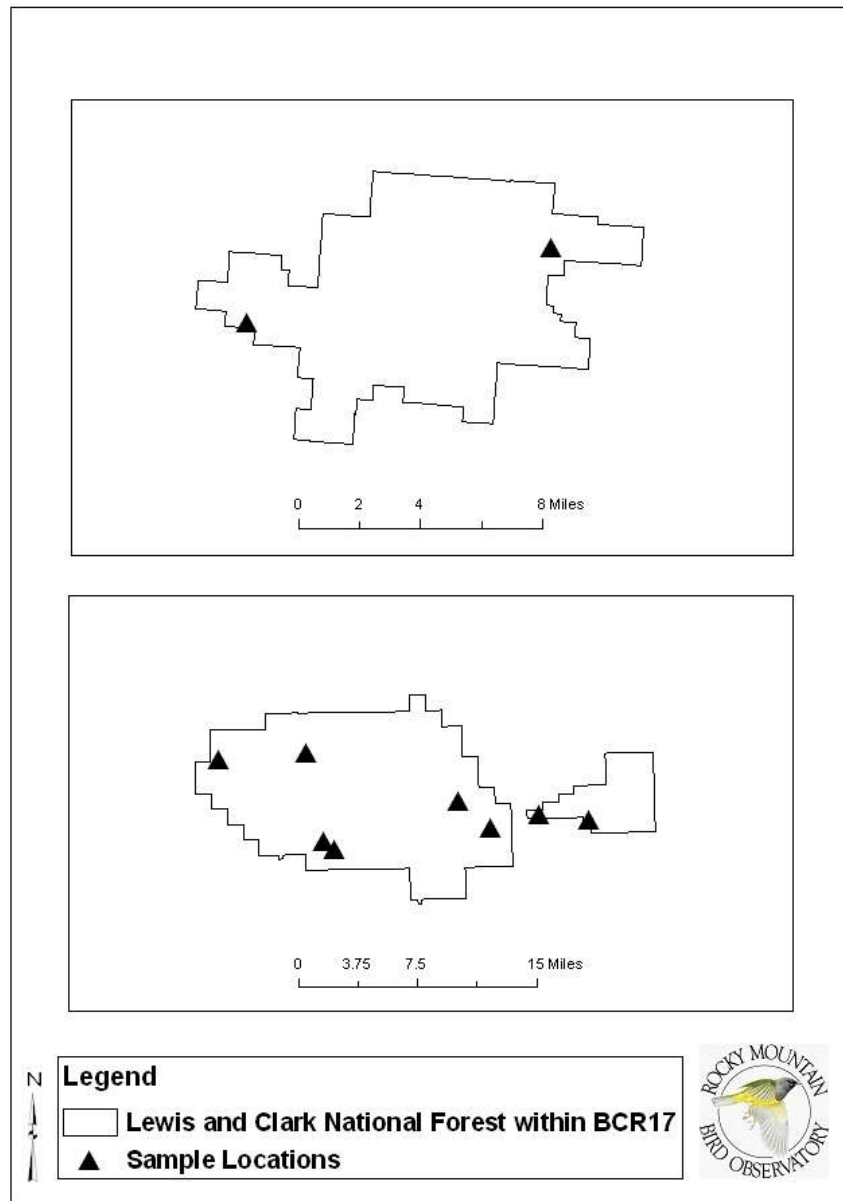 0 2 4 8 Miles
0 3.75 7.5 15 Miles
N
Legend
Lewis and Clark National Forest within BCR17
Sample Locations
ROCKY MOUNTAIN
BIRD OBSERVATORY